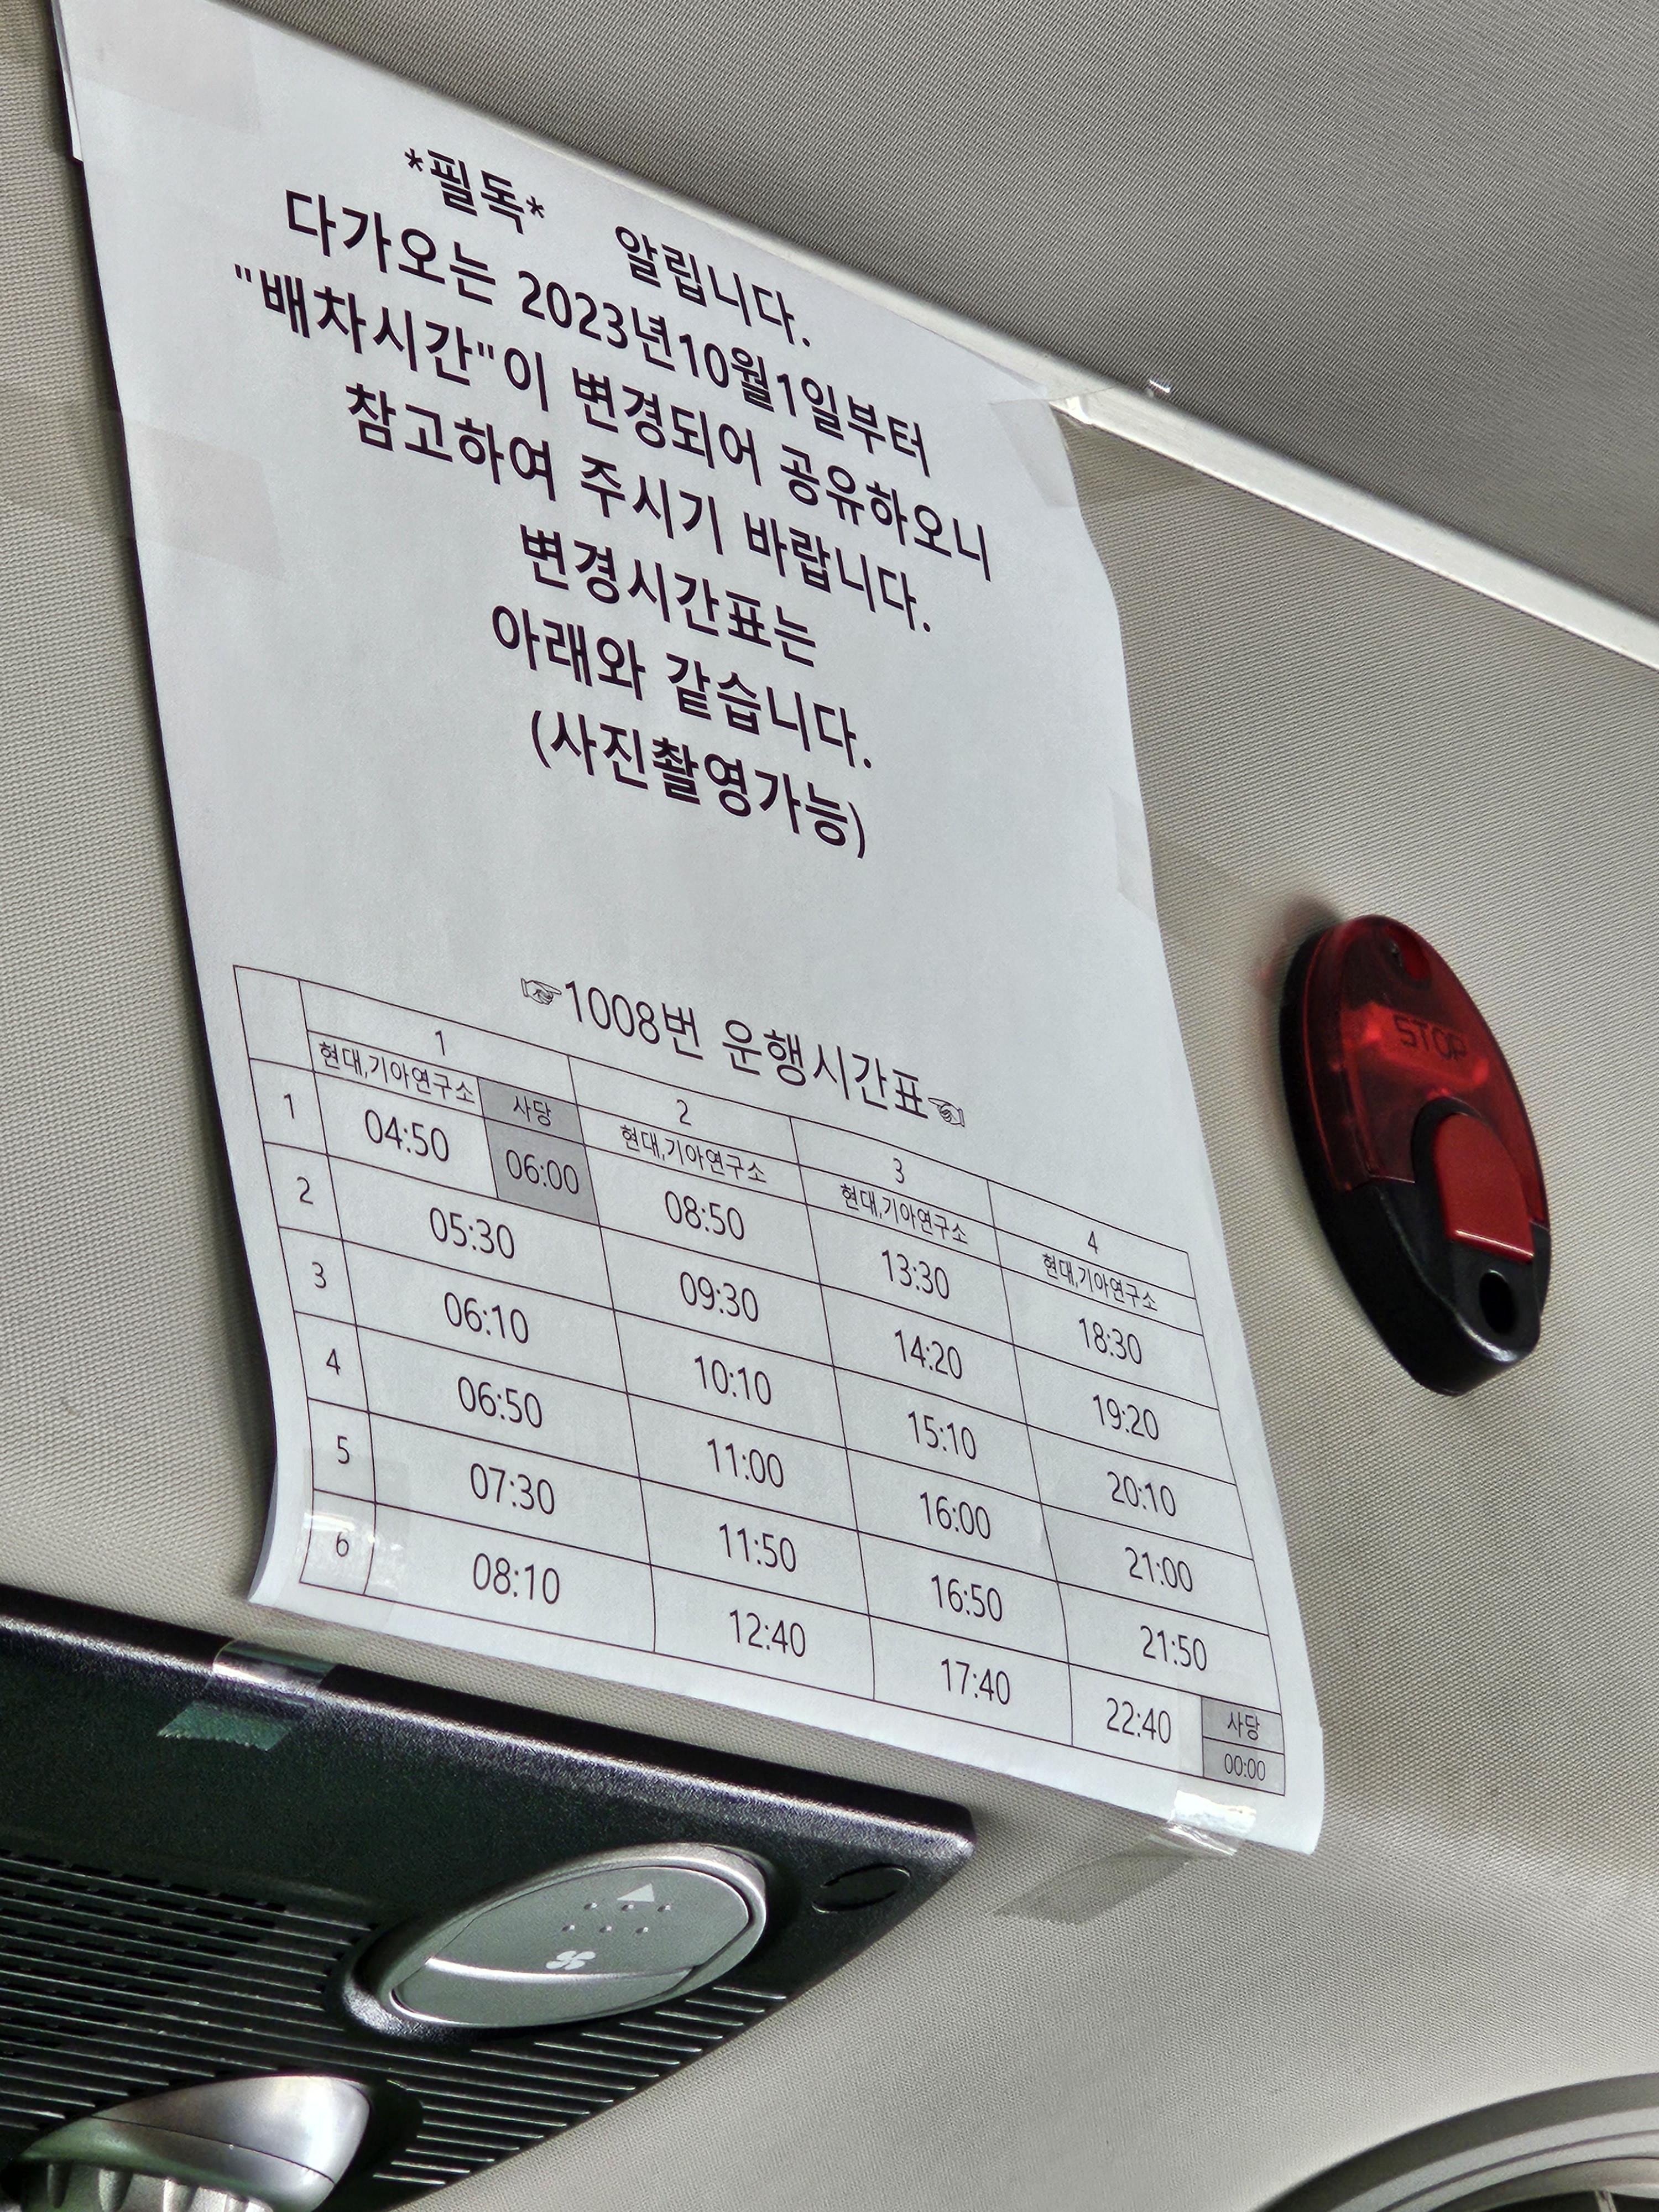 *필독* 알립니다.
다가오는 2023년10월1일부터
"배차시간"이 변경되어 공유하오니
참고하여 주시기 바랍니다.
변경시간표는
아래와 같습니다.
(사진촬영가능)
☞1008번 운행시간표☜
1 2 3 4
현대,기아연구소 사당 현대,기아연구소 현대,기아연구소 현대,기아연구소
1 04:50 06:00 08:50 13:30 18:30
2 05:30 09:30 14:20 19:20
3 06:10 10:10 15:10 20:10
4 06:50 11:00 16:00 21:00
5 07:30 11:50 16:50 21:50
6 08:10 12:40 17:40 22:40 사당
00:00
STOP